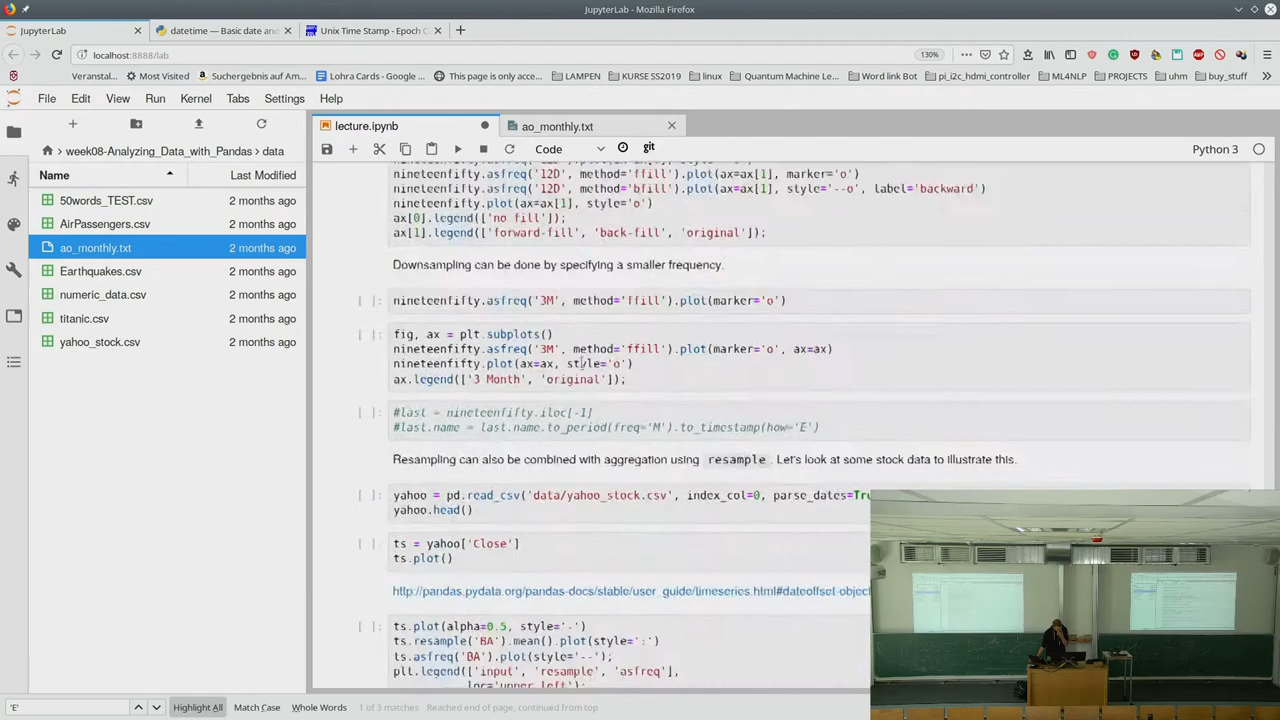 JupyterLab - Mozilla Firefox
JupyterLab
datetime — Basic date and
Unix Time Stamp - Epoch C
localhost:8888/lab
130%
Veranstal...
Most Visited
Suchergebnis auf Am...
Lohra Cards - Google ...
This page is only acce...
LAMPEN
KURSE SS2019
linux
Quantum Machine Le...
Word link Bot
pi_i2c_hdmi_controller
ML4NLP
PROJECTS
uhm
buy_stuff
File Edit View Run Kernel Tabs Settings Help
lecture.ipynb
ao_monthly.txt
Code
git
Python 3
week08-Analyzing_Data_with_Pandas / data
Name Last Modified
50words_TEST.csv 2 months ago
AirPassengers.csv 2 months ago
ao_monthly.txt 2 months ago
Earthquakes.csv 2 months ago
numeric_data.csv 2 months ago
titanic.csv 2 months ago
yahoo_stock.csv 2 months ago
nineteenfifty.asfreq('12D', method='ffill').plot(ax=ax[1], marker='o')
nineteenfifty.asfreq('12D', method='bfill').plot(ax=ax[1], style='--o', label='backward')
nineteenfifty.plot(ax=ax[1], style='o')
ax[0].legend(['no fill']);
ax[1].legend(['forward-fill', 'back-fill', 'original']);
Downsampling can be done by specifying a smaller frequency.
[ ]: nineteenfifty.asfreq('3M', method='ffill').plot(marker='o')
[ ]: fig, ax = plt.subplots()
nineteenfifty.asfreq('3M', method='ffill').plot(marker='o', ax=ax)
nineteenfifty.plot(ax=ax, style='o')
ax.legend(['3 Month', 'original']);
[ ]: #last = nineteenfifty.iloc[-1]
#last.name = last.name.to_period(freq='M').to_timestamp(how='E')
Resampling can also be combined with aggregation using resample. Let's look at some stock data to illustrate this.
[ ]: yahoo = pd.read_csv('data/yahoo_stock.csv', index_col=0, parse_dates=Tru
yahoo.head()
[ ]: ts = yahoo['Close']
ts.plot()
http://pandas.pydata.org/pandas-docs/stable/user_guide/timeseries.html#dateoffset-object
[ ]: ts.plot(alpha=0.5, style='-')
ts.resample('BA').mean().plot(style=':')
ts.asfreq('BA').plot(style='--');
plt.legend(['input', 'resample', 'asfreq'],
loc='upper left');
'E'
Highlight All
Match Case
Whole Words
1 of 3 matches
Reached end of page, continued from top